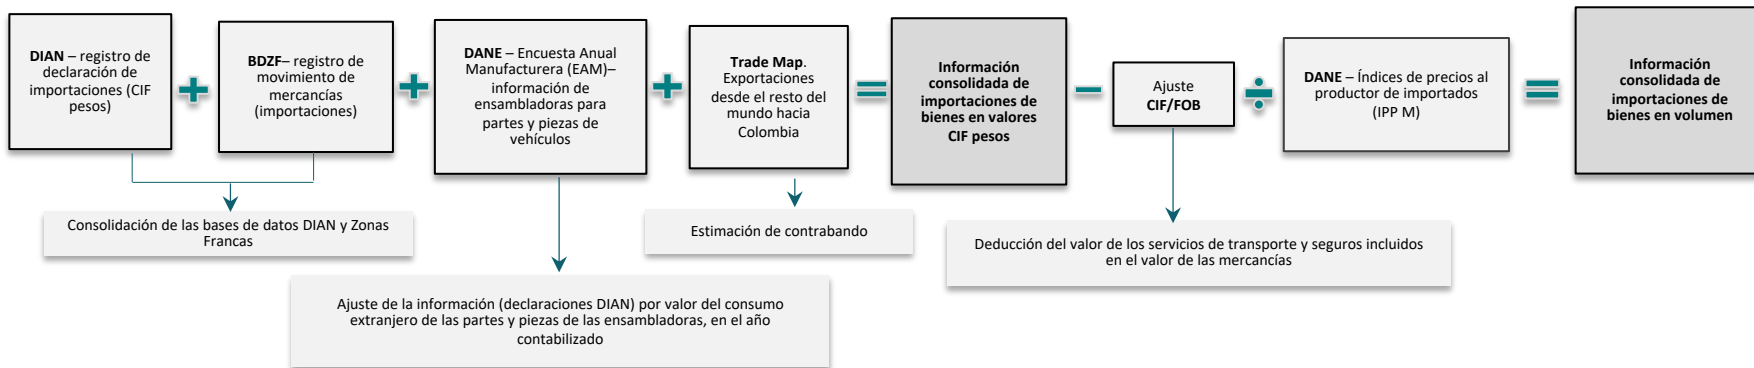 DIAN – registro de
declaración de
importaciones (CIF
pesos)
BDZF– registro de
movimiento de
mercancías
(importaciones)
DANE – Encuesta Anual
Manufacturera (EAM)–
información de
ensambladoras para
partes y piezas de
vehículos
Trade Map.
Exportaciones
desde el resto del
mundo hacia
Colombia
Información
consolidada de
importaciones de
bienes en valores
CIF pesos
Ajuste
CIF/FOB
DANE – Índices de precios al
productor de importados
(IPP M)
Información
consolidada de
importaciones de
bienes en volumen
Consolidación de las bases de datos DIAN y Zonas
Francas
Estimación de contrabando
Deducción del valor de los servicios de transporte y seguros incluidos
en el valor de las mercancías
Ajuste de la información (declaraciones DIAN) por valor del consumo
extranjero de las partes y piezas de las ensambladoras, en el año
contabilizado